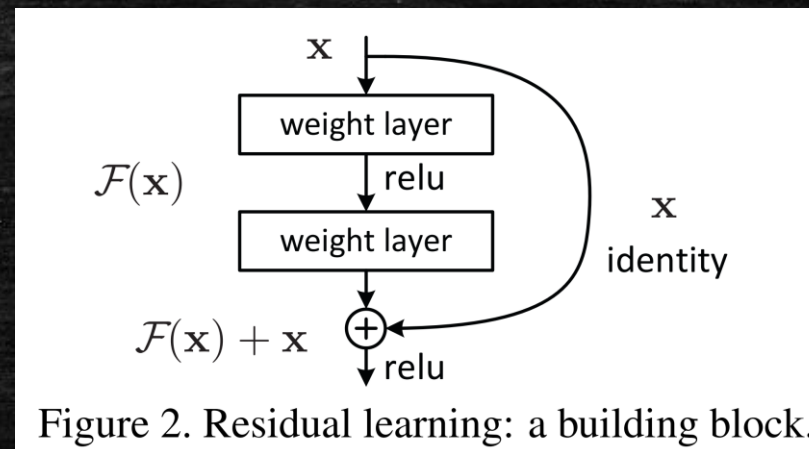 x
weight layer
relu
F(x)
x
weight layer
identity
F(x) + x
relu
Figure 2. Residual learning: a building block.